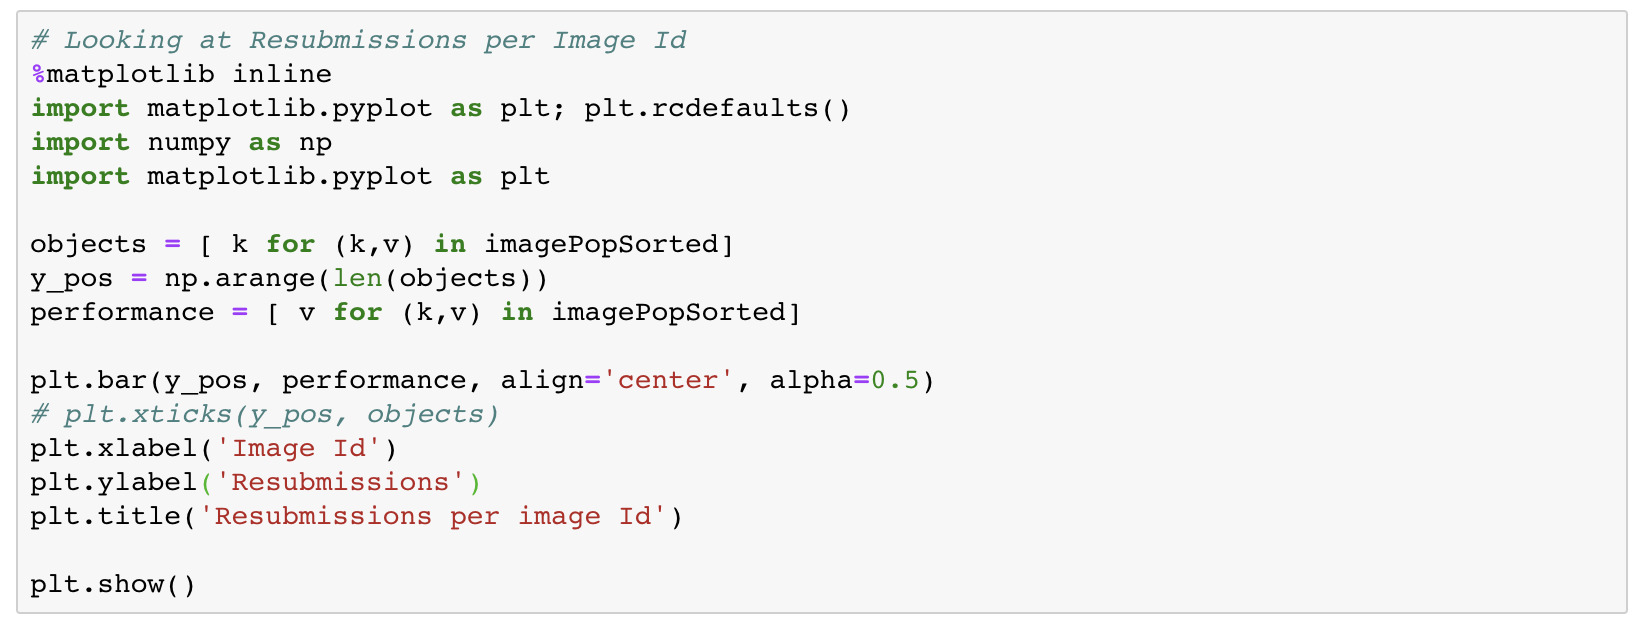 # Looking at Resubmissions per Image Id
%matplotlib inline
import matplotlib.pyplot as plt; plt.rcdefaults()
import numpy as np
import matplotlib.pyplot as plt

objects = [ k for (k,v) in imagePopSorted]
y_pos = np.arange(len(objects))
performance = [ v for (k,v) in imagePopSorted]

plt.bar(y_pos, performance, align='center', alpha=0.5)
# plt.xticks(y_pos, objects)
plt.xlabel('Image Id')
plt.ylabel('Resubmissions')
plt.title('Resubmissions per image Id')

plt.show()